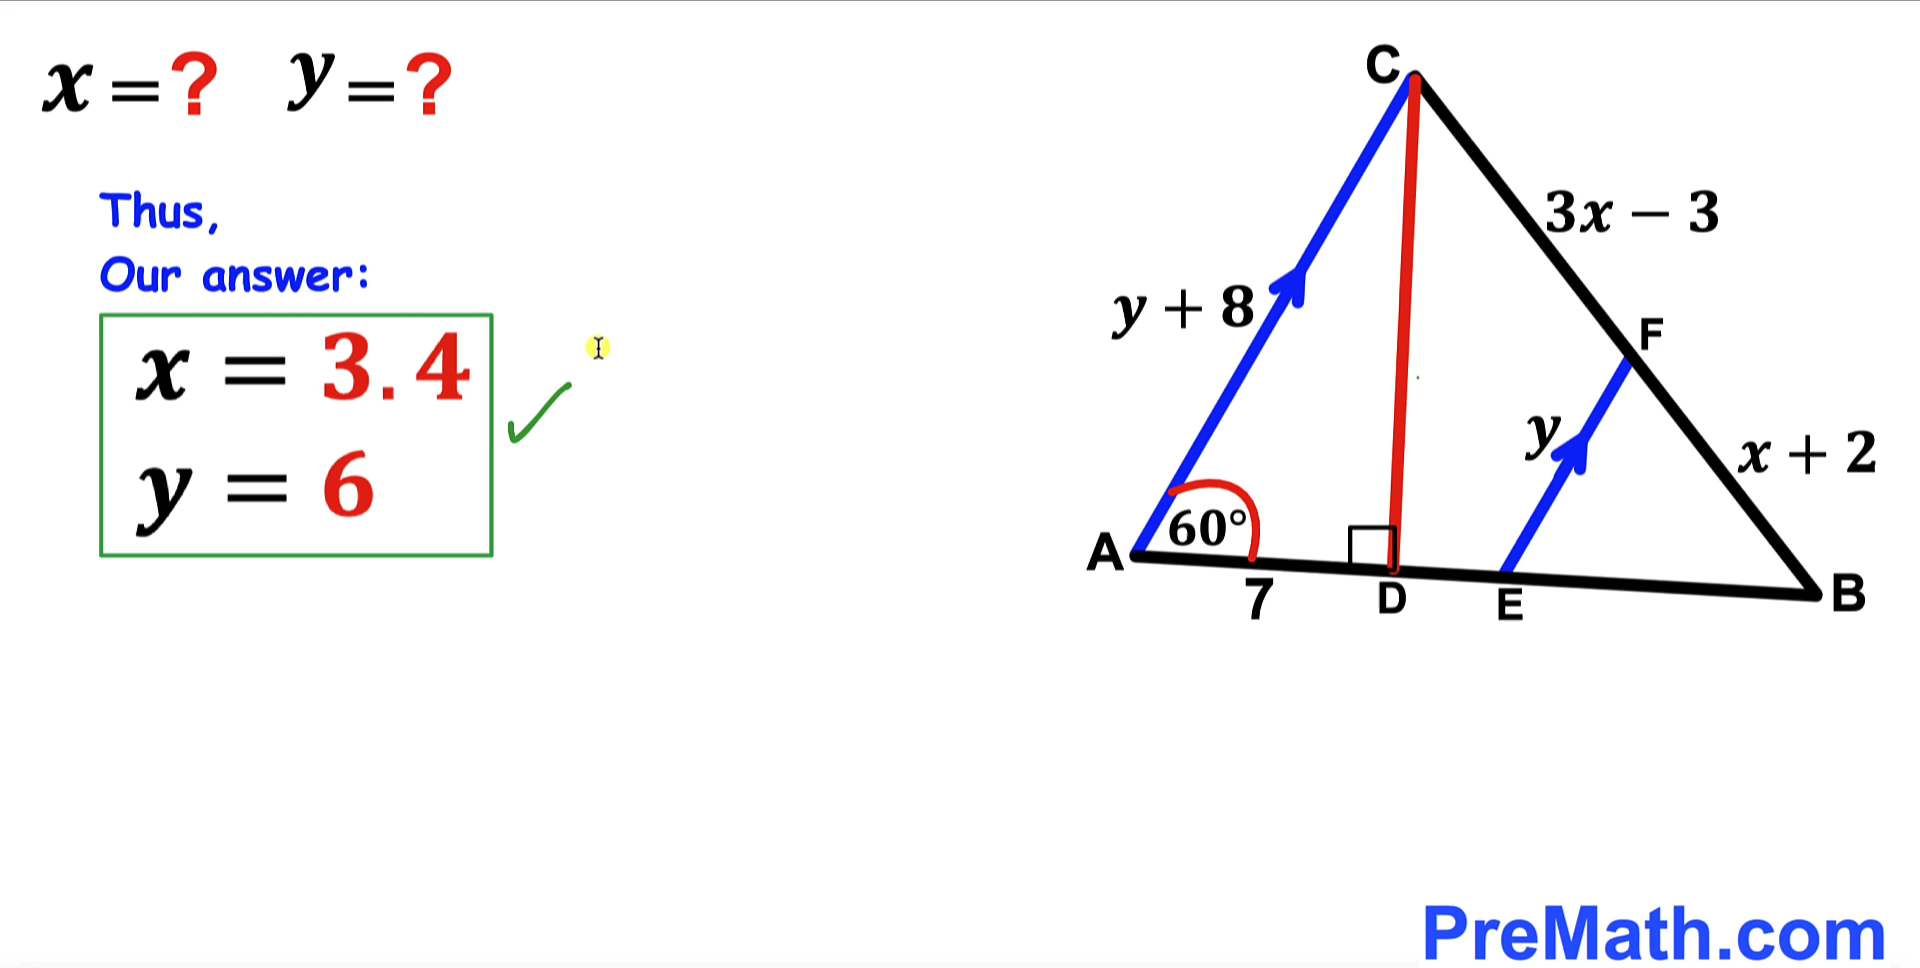 x = ? y = ?
Thus,
Our answer:
x = 3.4
y = 6
C
3x − 3
y + 8
F
y
x + 2
60°
A
7
D
E
B
PreMath.com